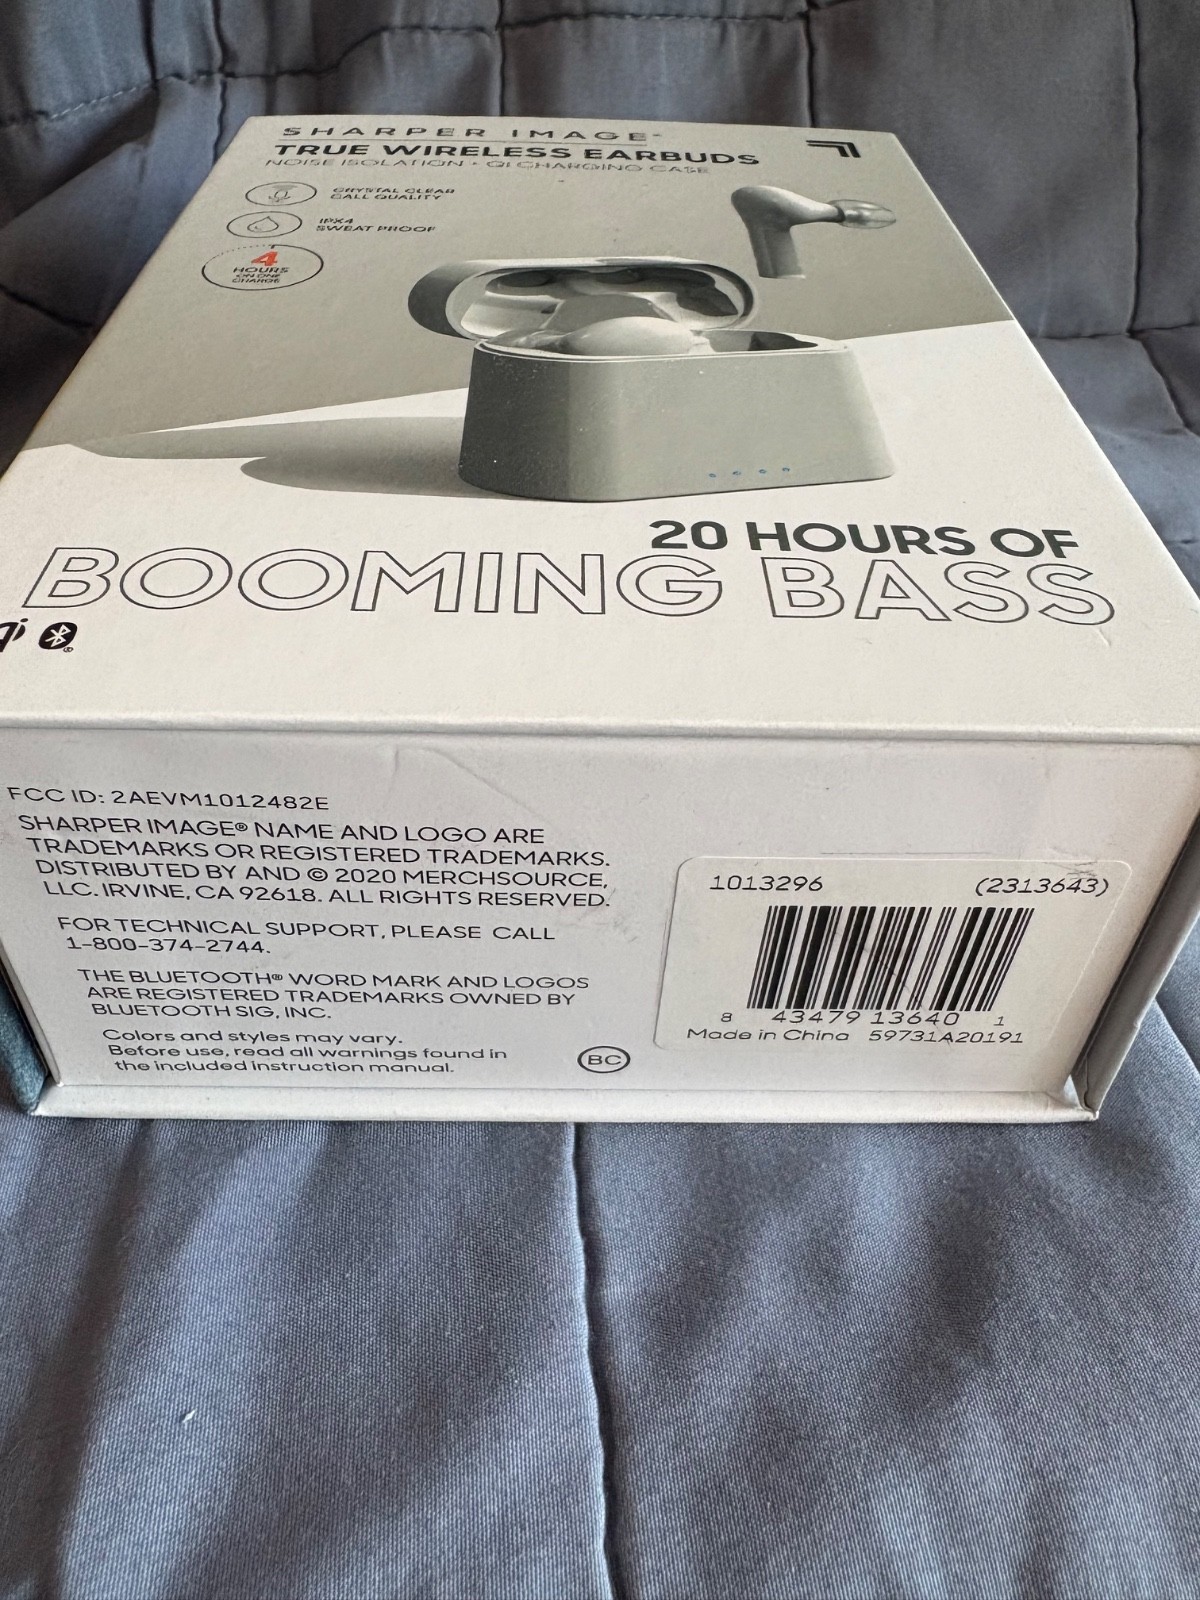 SHARPER IMAGE®
TRUE WIRELESS EARBUDS
NOISE ISOLATION + QI CHARGING CASE
CRYSTAL CLEAR
CALL QUALITY
IPX4
SWEAT PROOF
4
HOURS
ON ONE
CHARGE
20 HOURS OF
BOOMING BASS
FCC ID: 2AEVM1012482E
SHARPER IMAGE® NAME AND LOGO ARE
TRADEMARKS OR REGISTERED TRADEMARKS.
DISTRIBUTED BY AND © 2020 MERCHSOURCE,
LLC. IRVINE, CA 92618. ALL RIGHTS RESERVED.
FOR TECHNICAL SUPPORT, PLEASE CALL
1-800-374-2744.
THE BLUETOOTH® WORD MARK AND LOGOS
ARE REGISTERED TRADEMARKS OWNED BY
BLUETOOTH SIG, INC.
Colors and styles may vary.
Before use, read all warnings found in
the included instruction manual.
BC
1013296 (2313643)
8 43479 13640 1
Made in China 59731A20191